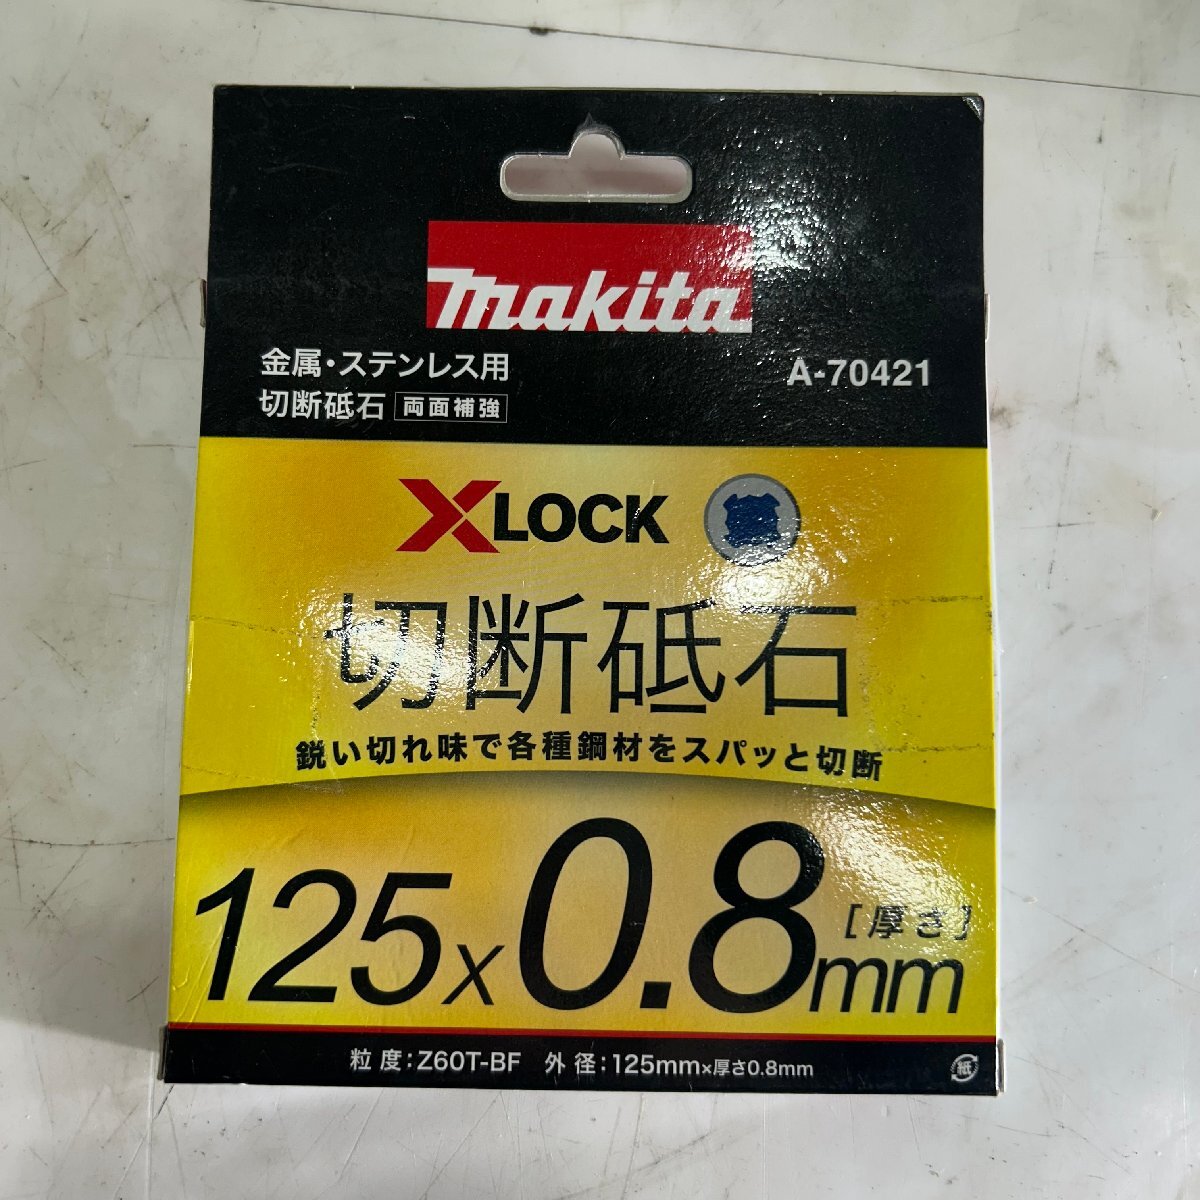 makita
金属・ステンレス用
切断砥石 両面補強
A-70421
X LOCK
切断砥石
鋭い切れ味で各種鋼材をスパッと切断
125x0.8mm
[厚さ]
粒度:Z60T-BF 外径:125mm×厚さ0.8mm
紙